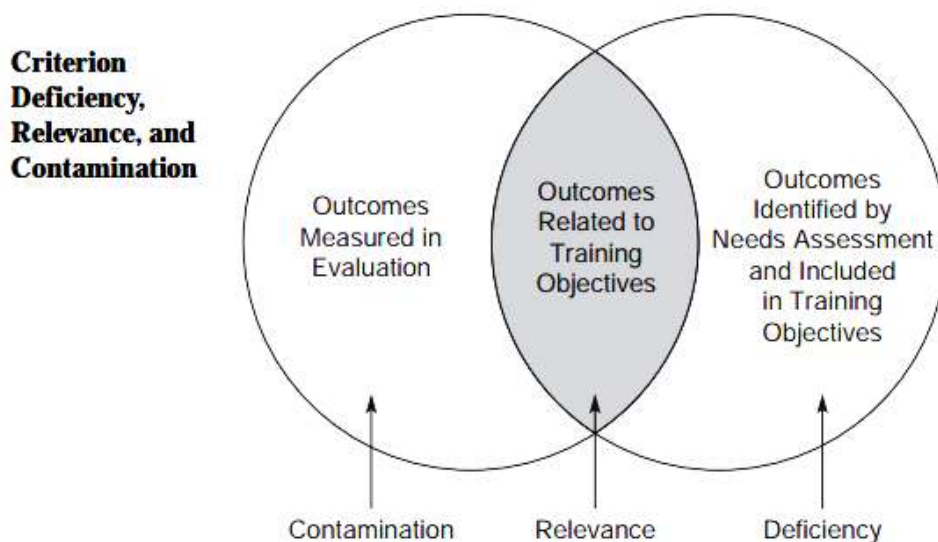 Criterion
Deficiency,
Relevance, and
Contamination
Outcomes
Measured in
Evaluation
Outcomes
Related to
Training
Objectives
Outcomes
Identified by
Needs Assessment
and Included
in Training
Objectives
Contamination
Relevance
Deficiency